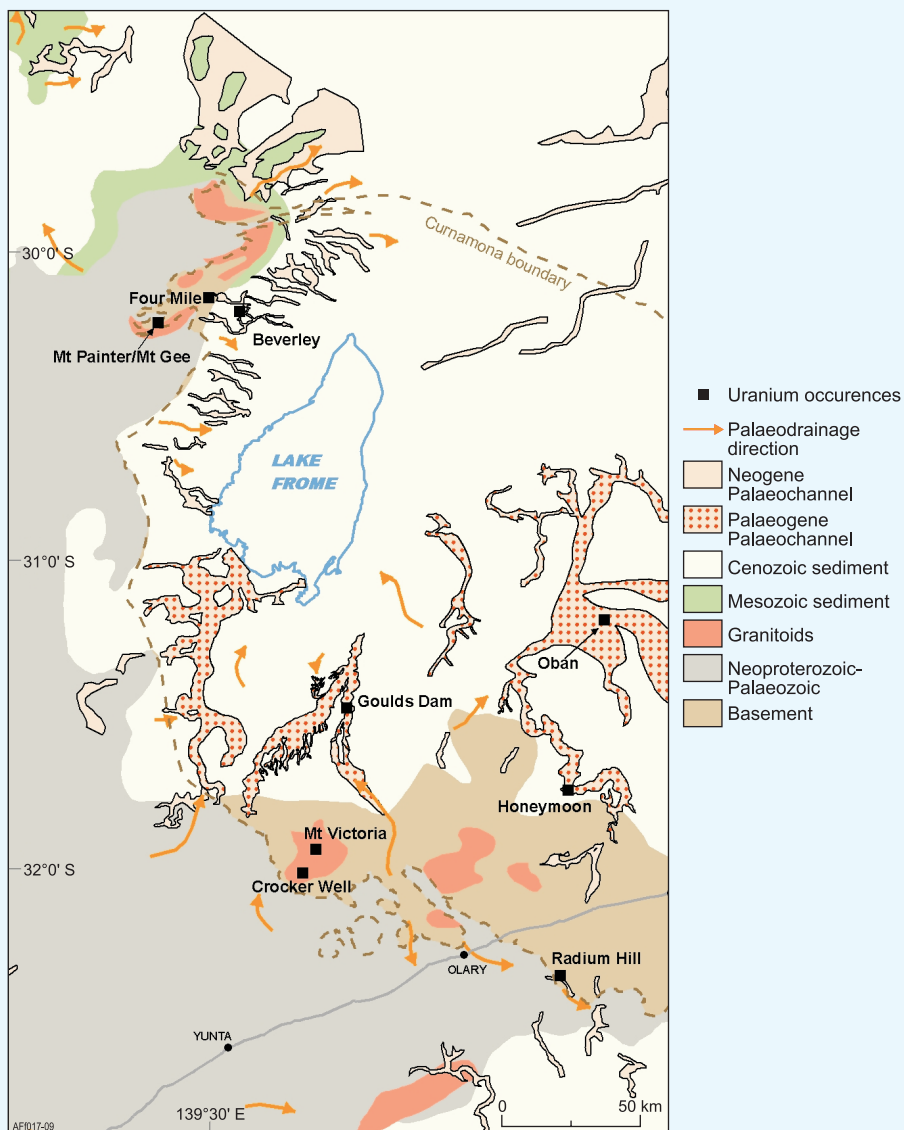 Curnamona boundary
30°0 S
Four Mile
Beverley
Mt Painter/Mt Gee
LAKE
FROME
31°0' S
Oban
Goulds Dam
Honeymoon
Mt Victoria
32°0' S
Crocker Well
Radium Hill
OLARY
YUNTA
139°30' E
0 50 km
AFf017-09
Uranium occurences
Palaeodrainage
direction
Neogene
Palaeochannel
Palaeogene
Palaeochannel
Cenozoic sediment
Mesozoic sediment
Granitoids
Neoproterozoic-
Palaeozoic
Basement